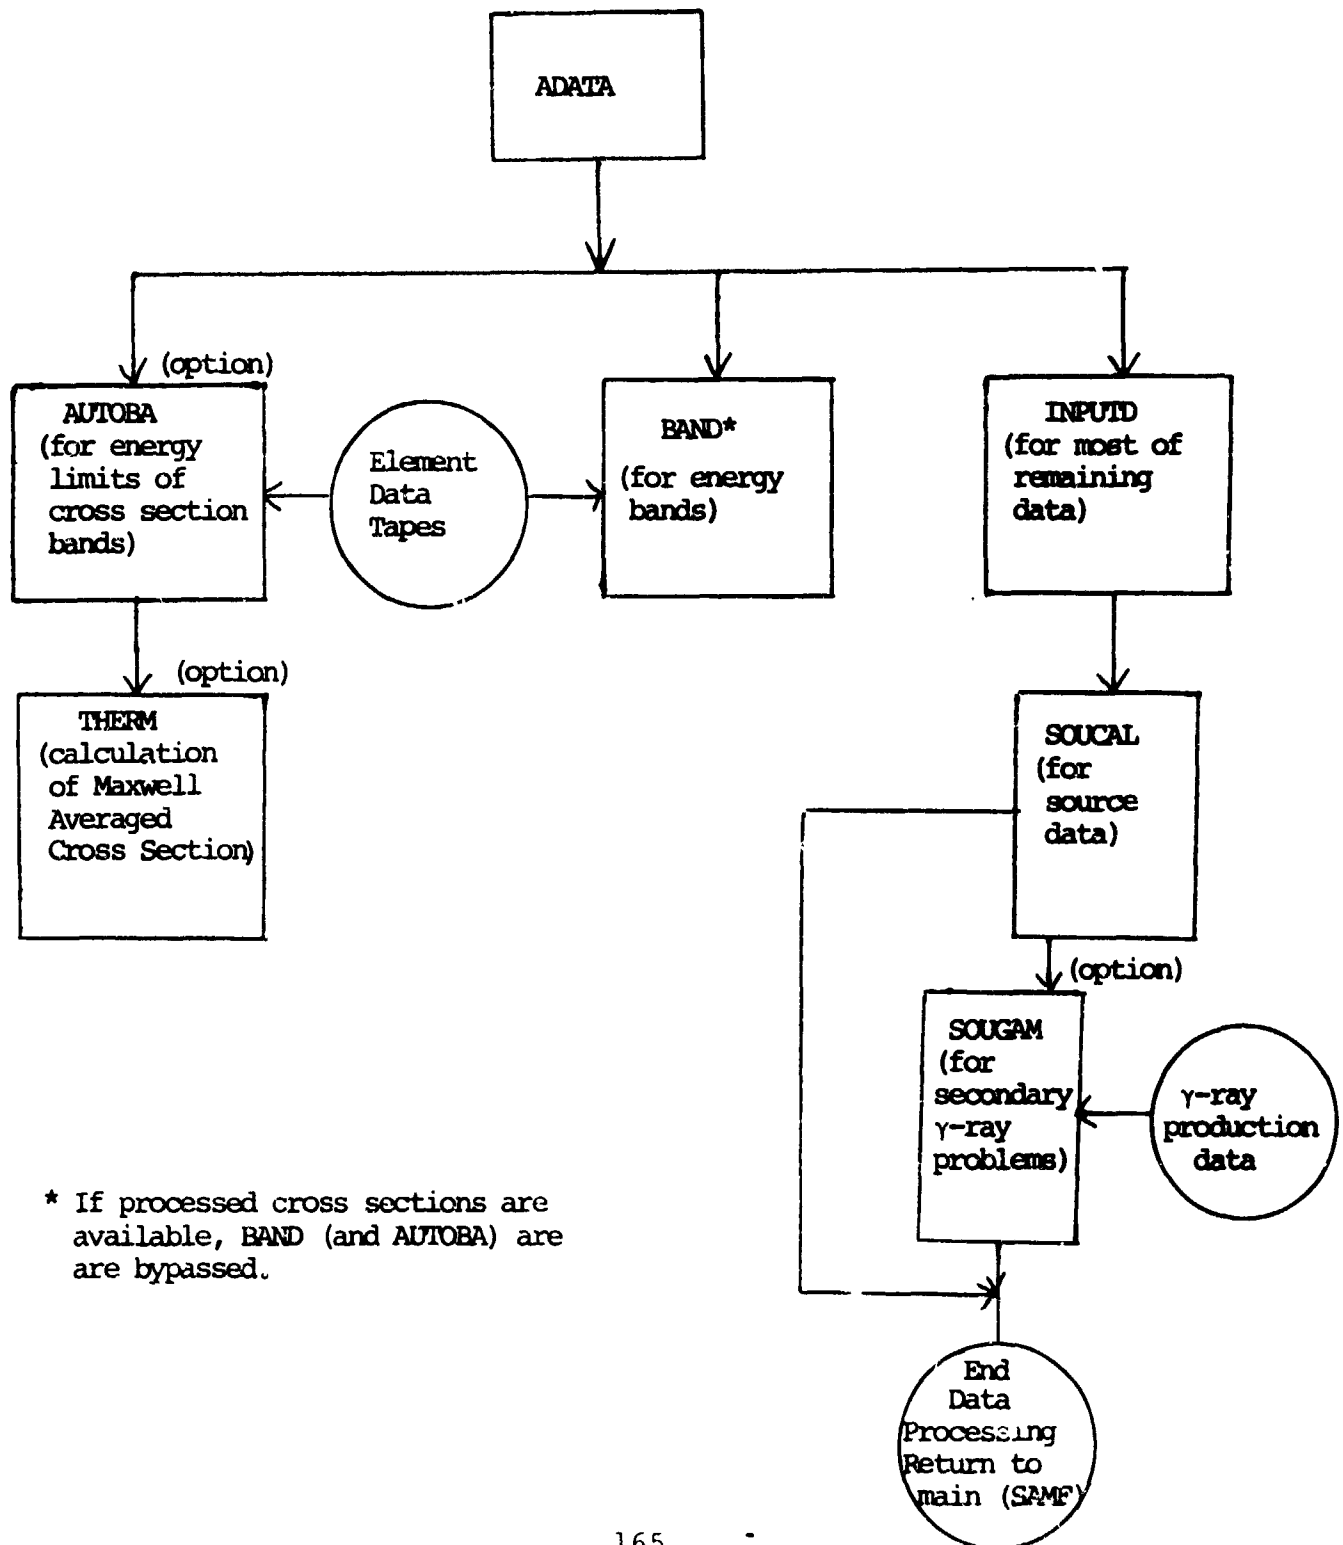 ADATA
(option)
AUTOBA
(for energy
limits of
cross section
bands)
Element
Data
Tapes
BAND*
(for energy
bands)
INPUTD
(for most of
remaining
data)
(option)
THERM
(calculation
of Maxwell
Averaged
Cross Section)
SOUCAL
(for
source
data)
(option)
SOUGAM
(for
secondary
γ-ray
problems)
γ-ray
production
data
* If processed cross sections are
available, BAND (and AUTOBA) are
are bypassed.
End
Data
Processing
Return to
main (SAMF)
165